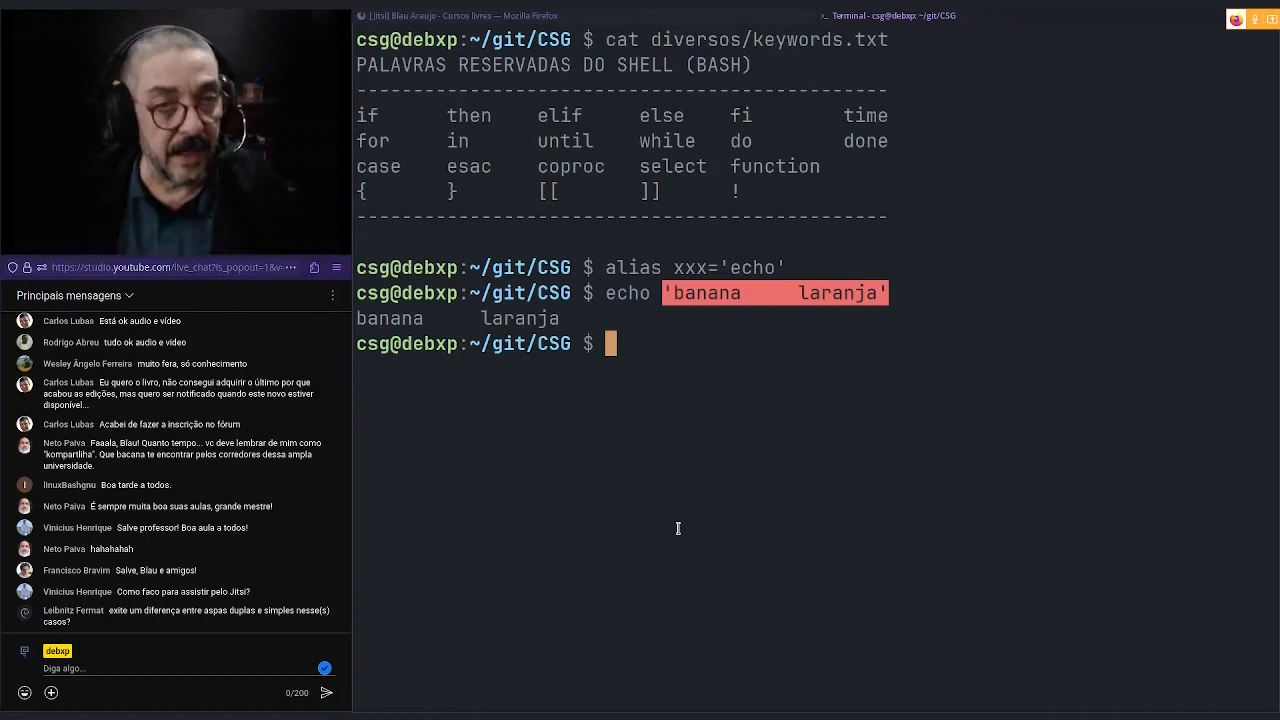 [Jitsi] Blau Araujo - Cursos livres — Mozilla Firefox
>_ Terminal - csg@debxp: ~/git/CSG
csg@debxp:~/git/CSG $ cat diversos/keywords.txt
PALAVRAS RESERVADAS DO SHELL (BASH)
-----------------------------------------------
if then elif else fi time
for in until while do done
case esac coproc select function
{ } [[ ]] !
-----------------------------------------------
csg@debxp:~/git/CSG $ alias xxx='echo'
csg@debxp:~/git/CSG $ echo 'banana     laranja'
banana     laranja
csg@debxp:~/git/CSG $
https://studio.youtube.com/live_chat?is_popout=1&v=···
Principais mensagens
Carlos Lubas Está ok audio e vídeo
Rodrigo Abreu tudo ok audio e video
Wesley Ângelo Ferreira muito fera, só conhecimento
Carlos Lubas Eu quero o livro, não consegui adquirir o último por que
acabou as edições, mas quero ser notificado quando este novo estiver
disponível...
Carlos Lubas Acabei de fazer a inscrição no fórum
Neto Paiva Faaala, Blau! Quanto tempo... vc deve lembrar de mim como
"kompartliha". Que bacana te encontrar pelos corredores dessa ampla
universidade.
l
linuxBashgnu Boa tarde a todos.
Neto Paiva É sempre muita boa suas aulas, grande mestre!
Vinicius Henrique Salve professor! Boa aula a todos!
Neto Paiva hahahahah
Francisco Bravim Salve, Blau e amigos!
Vinicius Henrique Como faco para assistir pelo Jitsi?
Leibnitz Fermat exite um diferença entre aspas duplas e simples nesse(s)
casos?
debxp
Diga algo...
0/200